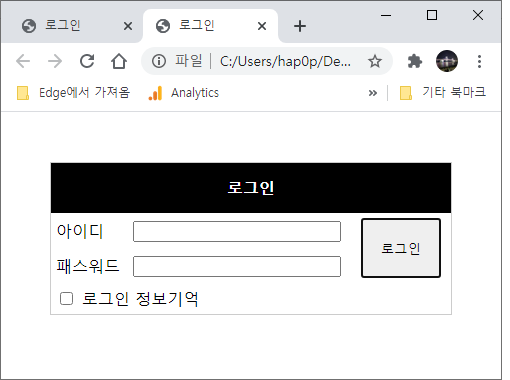 로그인 로그인
파일 C:/Users/hap0p/De...
Edge에서 가져옴 Analytics » 기타 북마크
로그인
아이디
로그인
패스워드
로그인 정보기억